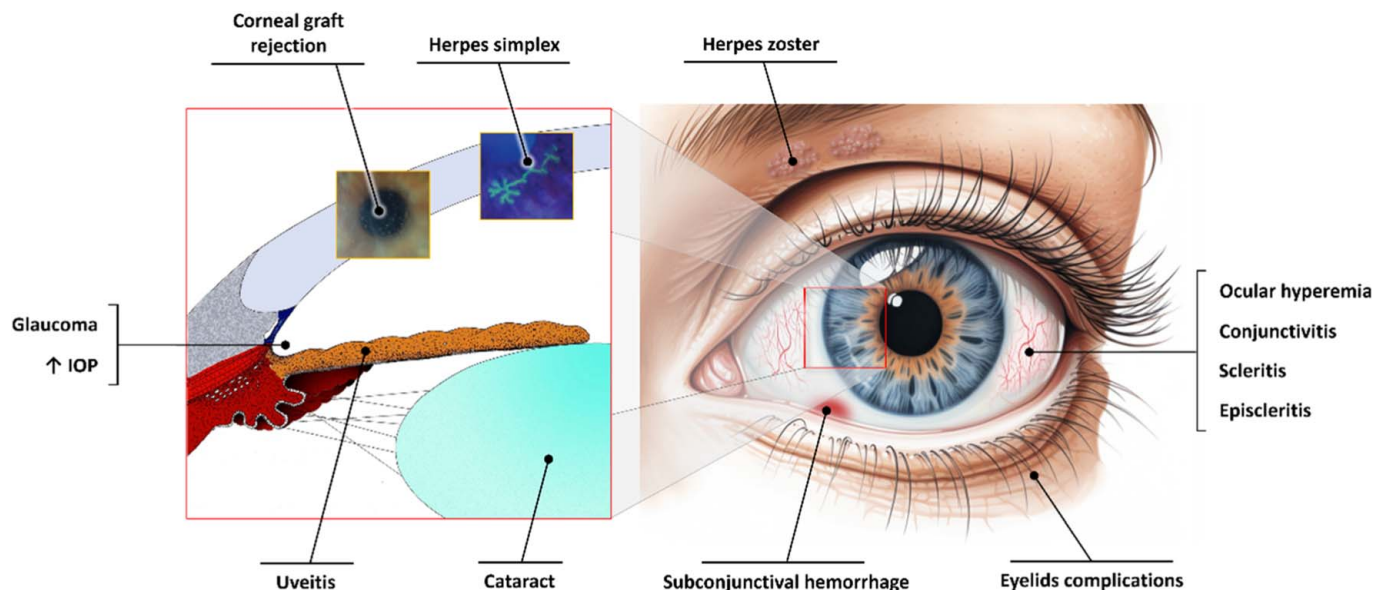 Corneal graft
rejection
Herpes simplex
Herpes zoster
Glaucoma
↑ IOP
Ocular hyperemia
Conjunctivitis
Scleritis
Episcleritis
Uveitis
Cataract
Subconjunctival hemorrhage
Eyelids complications